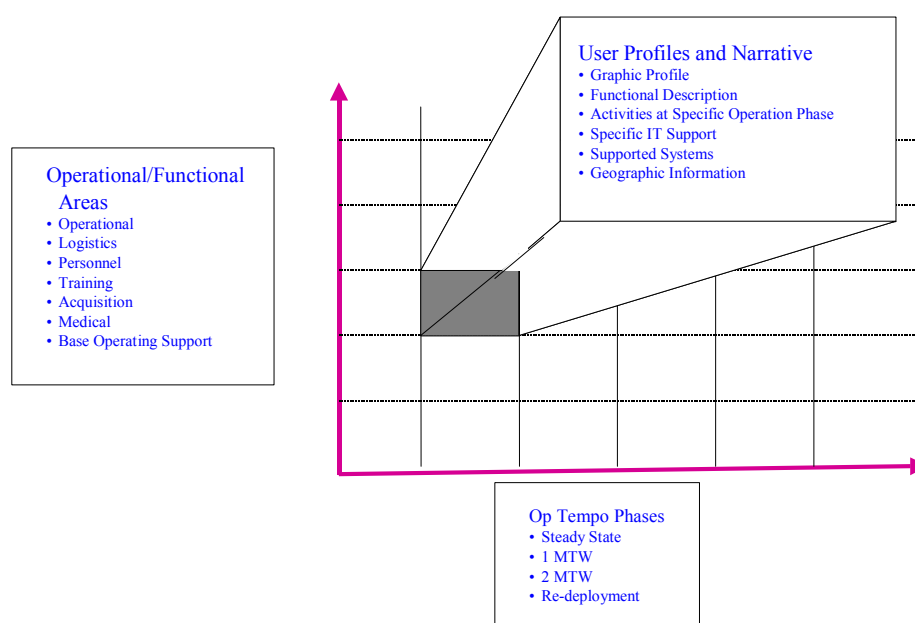 User Profiles and Narrative
• Graphic Profile
• Functional Description
• Activities at Specific Operation Phase
• Specific IT Support
• Supported Systems
• Geographic Information
Operational/Functional
Areas
• Operational
• Logistics
• Personnel
• Training
• Acquisition
• Medical
• Base Operating Support
Op Tempo Phases
• Steady State
• 1 MTW
• 2 MTW
• Re-deployment